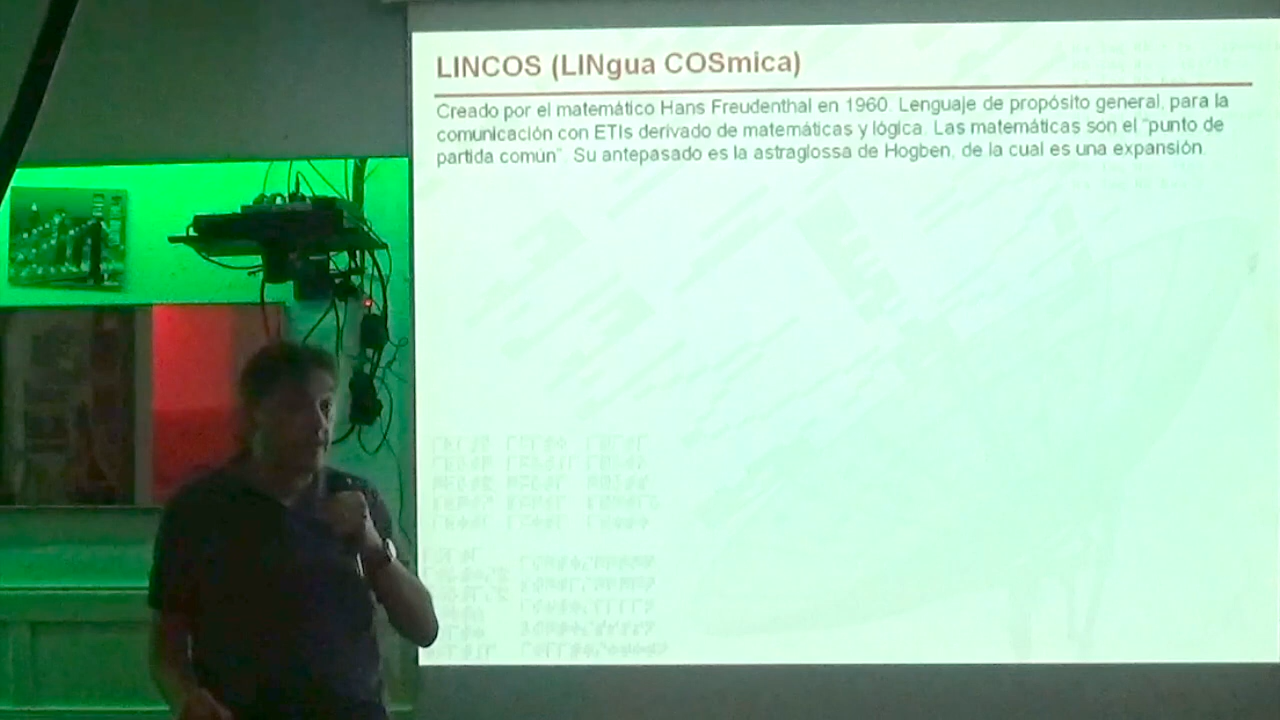 LINCOS (LINgua COSmica)
Creado por el matemático Hans Freudenthal en 1960. Lenguaje de propósito general, para la
comunicación con ETIs derivado de matemáticas y lógica. Las matemáticas son el "punto de
partida común". Su antepasado es la astraglossa de Hogben, de la cual es una expansión.